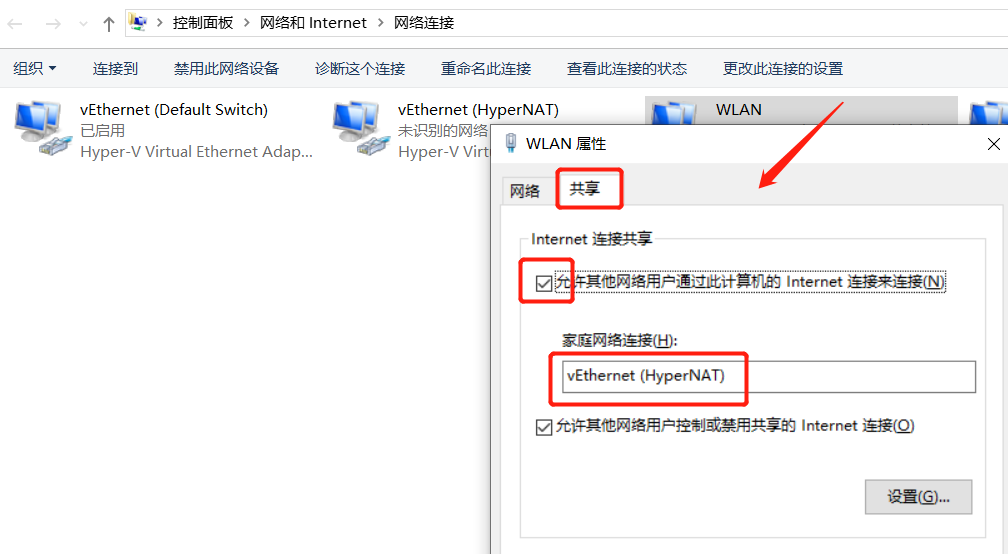 控制面板 › 网络和 Internet › 网络连接
组织 连接到 禁用此网络设备 诊断这个连接 重命名此连接 查看此连接的状态 更改此连接的设置
vEthernet (Default Switch)
已启用
Hyper-V Virtual Ethernet Adap...
vEthernet (HyperNAT)
未识别的网络
Hyper-V Virt
WLAN
WLAN 属性
网络 共享
Internet 连接共享
允许其他网络用户通过此计算机的 Internet 连接来连接(N)
家庭网络连接(H):
vEthernet (HyperNAT)
允许其他网络用户控制或禁用共享的 Internet 连接(O)
设置(G)...